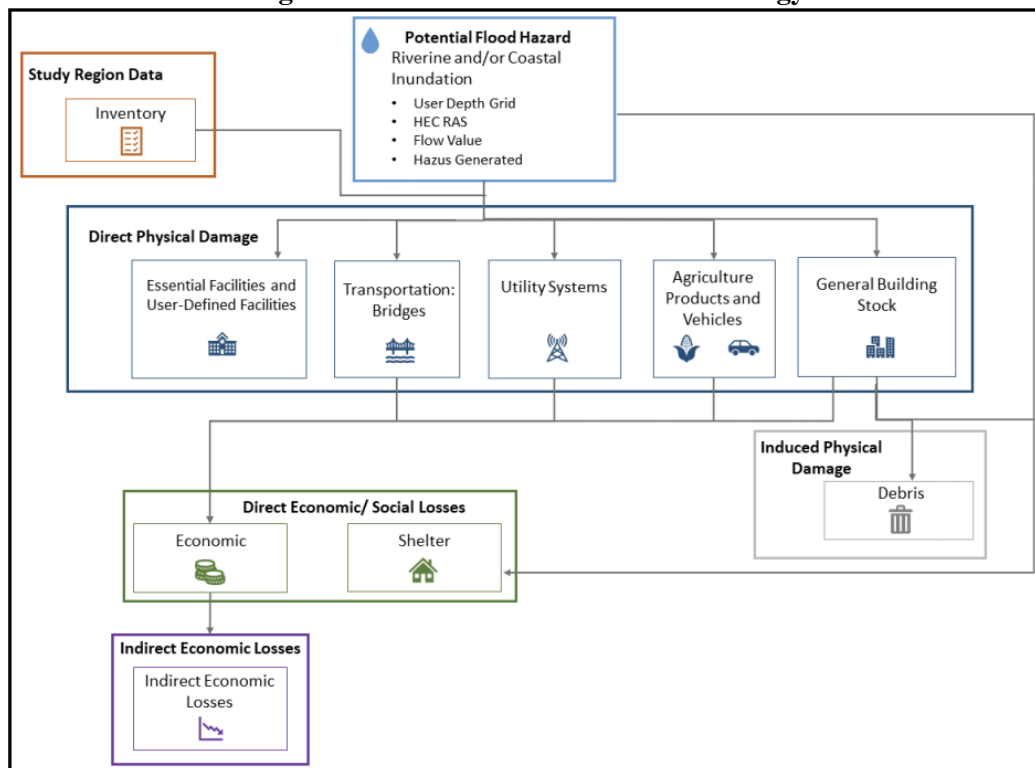 Potential Flood Hazard
Riverine and/or Coastal
Inundation
• User Depth Grid
• HEC RAS
• Flow Value
• Hazus Generated
Study Region Data
Inventory
Direct Physical Damage
Essential Facilities and
User-Defined Facilities
Transportation:
Bridges
Utility Systems
Agriculture
Products and
Vehicles
General Building
Stock
Induced Physical
Damage
Debris
Direct Economic/ Social Losses
Economic
Shelter
Indirect Economic Losses
Indirect Economic
Losses